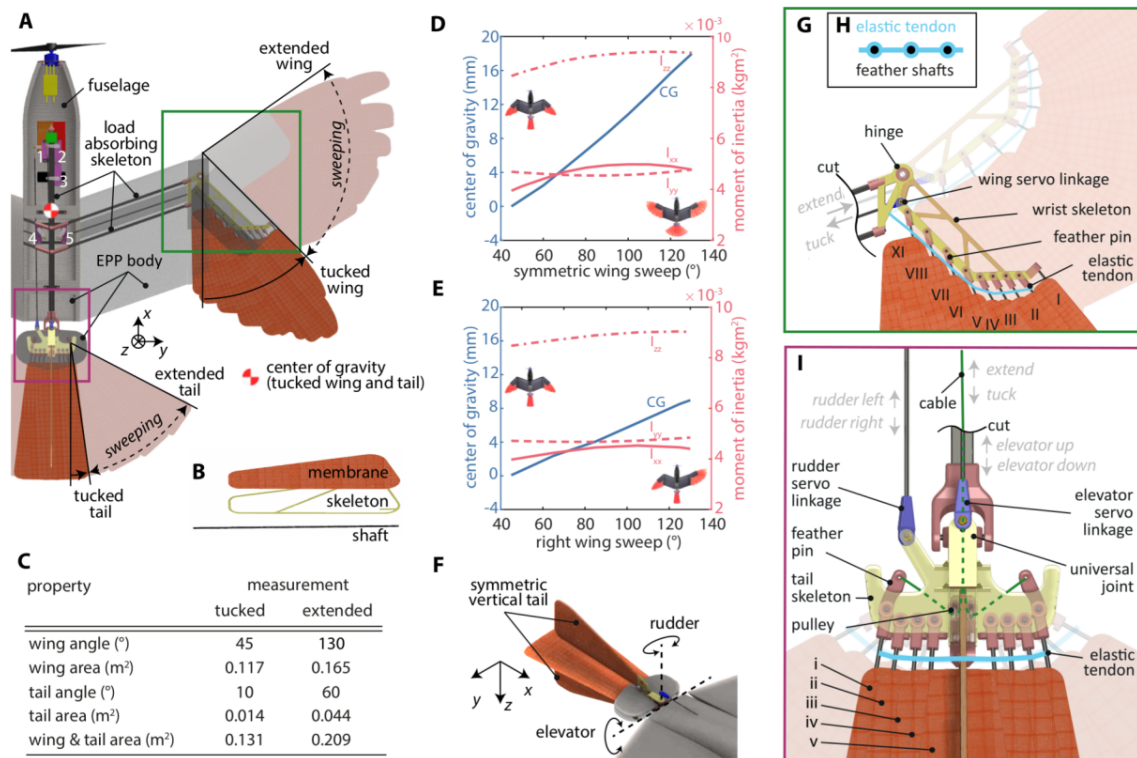 A
extended
wing
fuselage
load
absorbing
skeleton
1 2
3
4 5
sweeping
tucked
wing
EPP body
x
z y
extended
tail
center of gravity
(tucked wing and tail)
sweeping
tucked
tail
B
membrane
skeleton
shaft
C
property measurement
tucked extended
wing angle (°) 45 130
wing area (m²) 0.117 0.165
tail angle (°) 10 60
tail area (m²) 0.014 0.044
wing & tail area (m²) 0.131 0.209
D
×10⁻³
center of gravity (mm)
20
16
12
8
4
0
-4
moment of inertia (kgm²)
10
8
6
4
2
Izz
CG
Ixx
Iyy
40 60 80 100 120 140
symmetric wing sweep (°)
E
×10⁻³
center of gravity (mm)
20
16
12
8
4
0
-4
moment of inertia (kgm²)
10
8
6
4
2
Izz
CG
Iyy
Ixx
40 60 80 100 120 140
right wing sweep (°)
F
symmetric
vertical tail
rudder
y z x
elevator
G
H
elastic tendon
feather shafts
hinge
cut
extend
tuck
wing servo linkage
wrist skeleton
feather pin
elastic
tendon
XI
VIII
VII
VI
V
IV
III
II
I
I
extend
tuck
cable
rudder left
rudder right
cut
elevator up
elevator down
rudder
servo
linkage
elevator
servo
linkage
feather
pin
universal
joint
tail
skeleton
pulley
elastic
tendon
i
ii
iii
iv
v